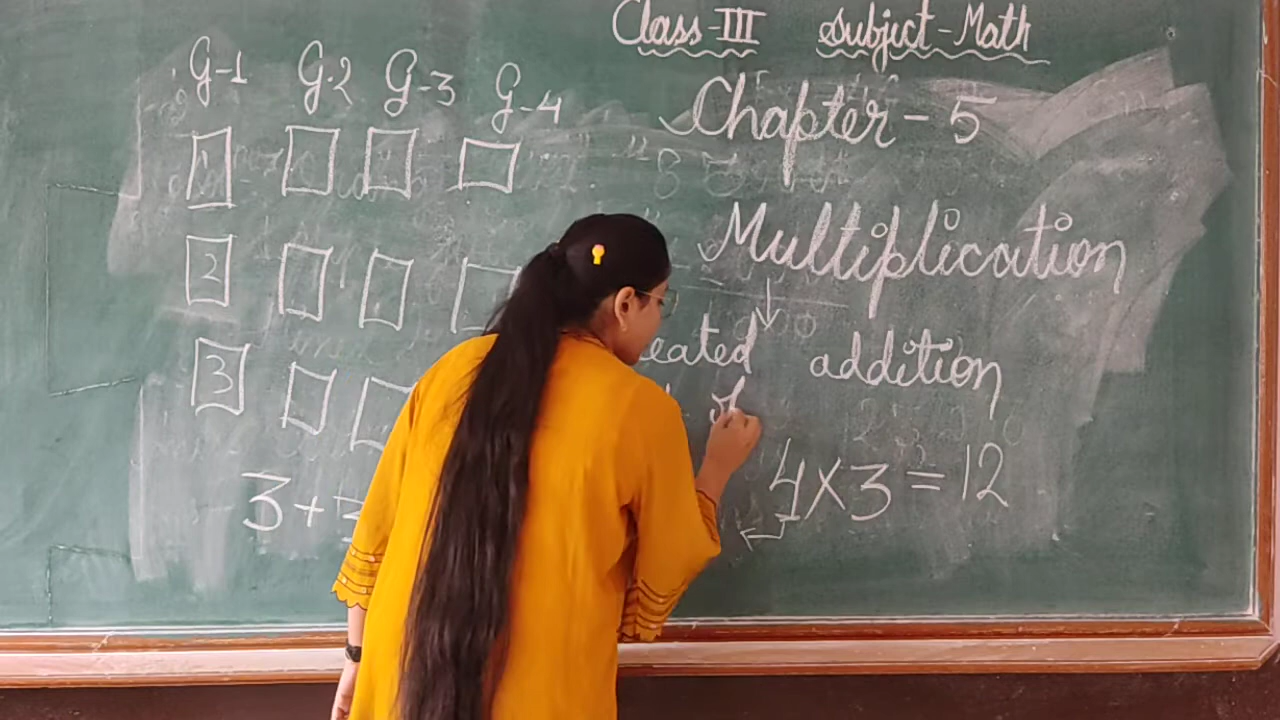 Class-III Subject-Math
G-1 G-2 G-3 G-4
Chapter-5
1
Multiplication
2
eated addition
3
3+3
4×3=12